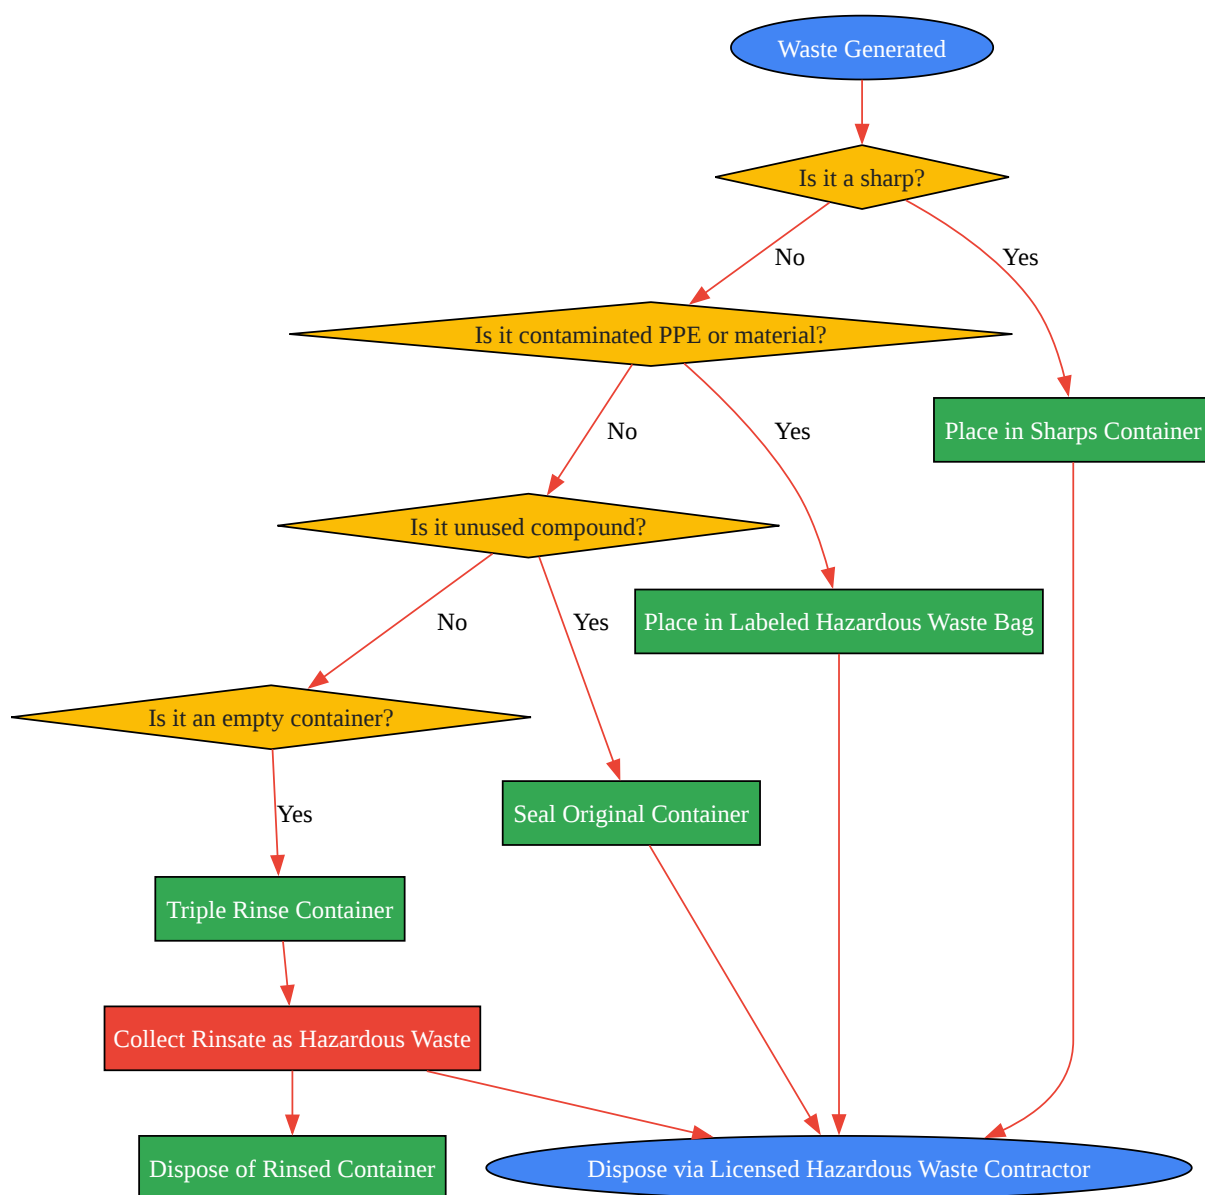 Waste Generated
Is it a sharp?
No
Yes
Is it contaminated PPE or material?
No
Yes
Place in Sharps Container
Is it unused compound?
No
Yes
Place in Labeled Hazardous Waste Bag
Is it an empty container?
Yes
Seal Original Container
Triple Rinse Container
Collect Rinsate as Hazardous Waste
Dispose of Rinsed Container
Dispose via Licensed Hazardous Waste Contractor